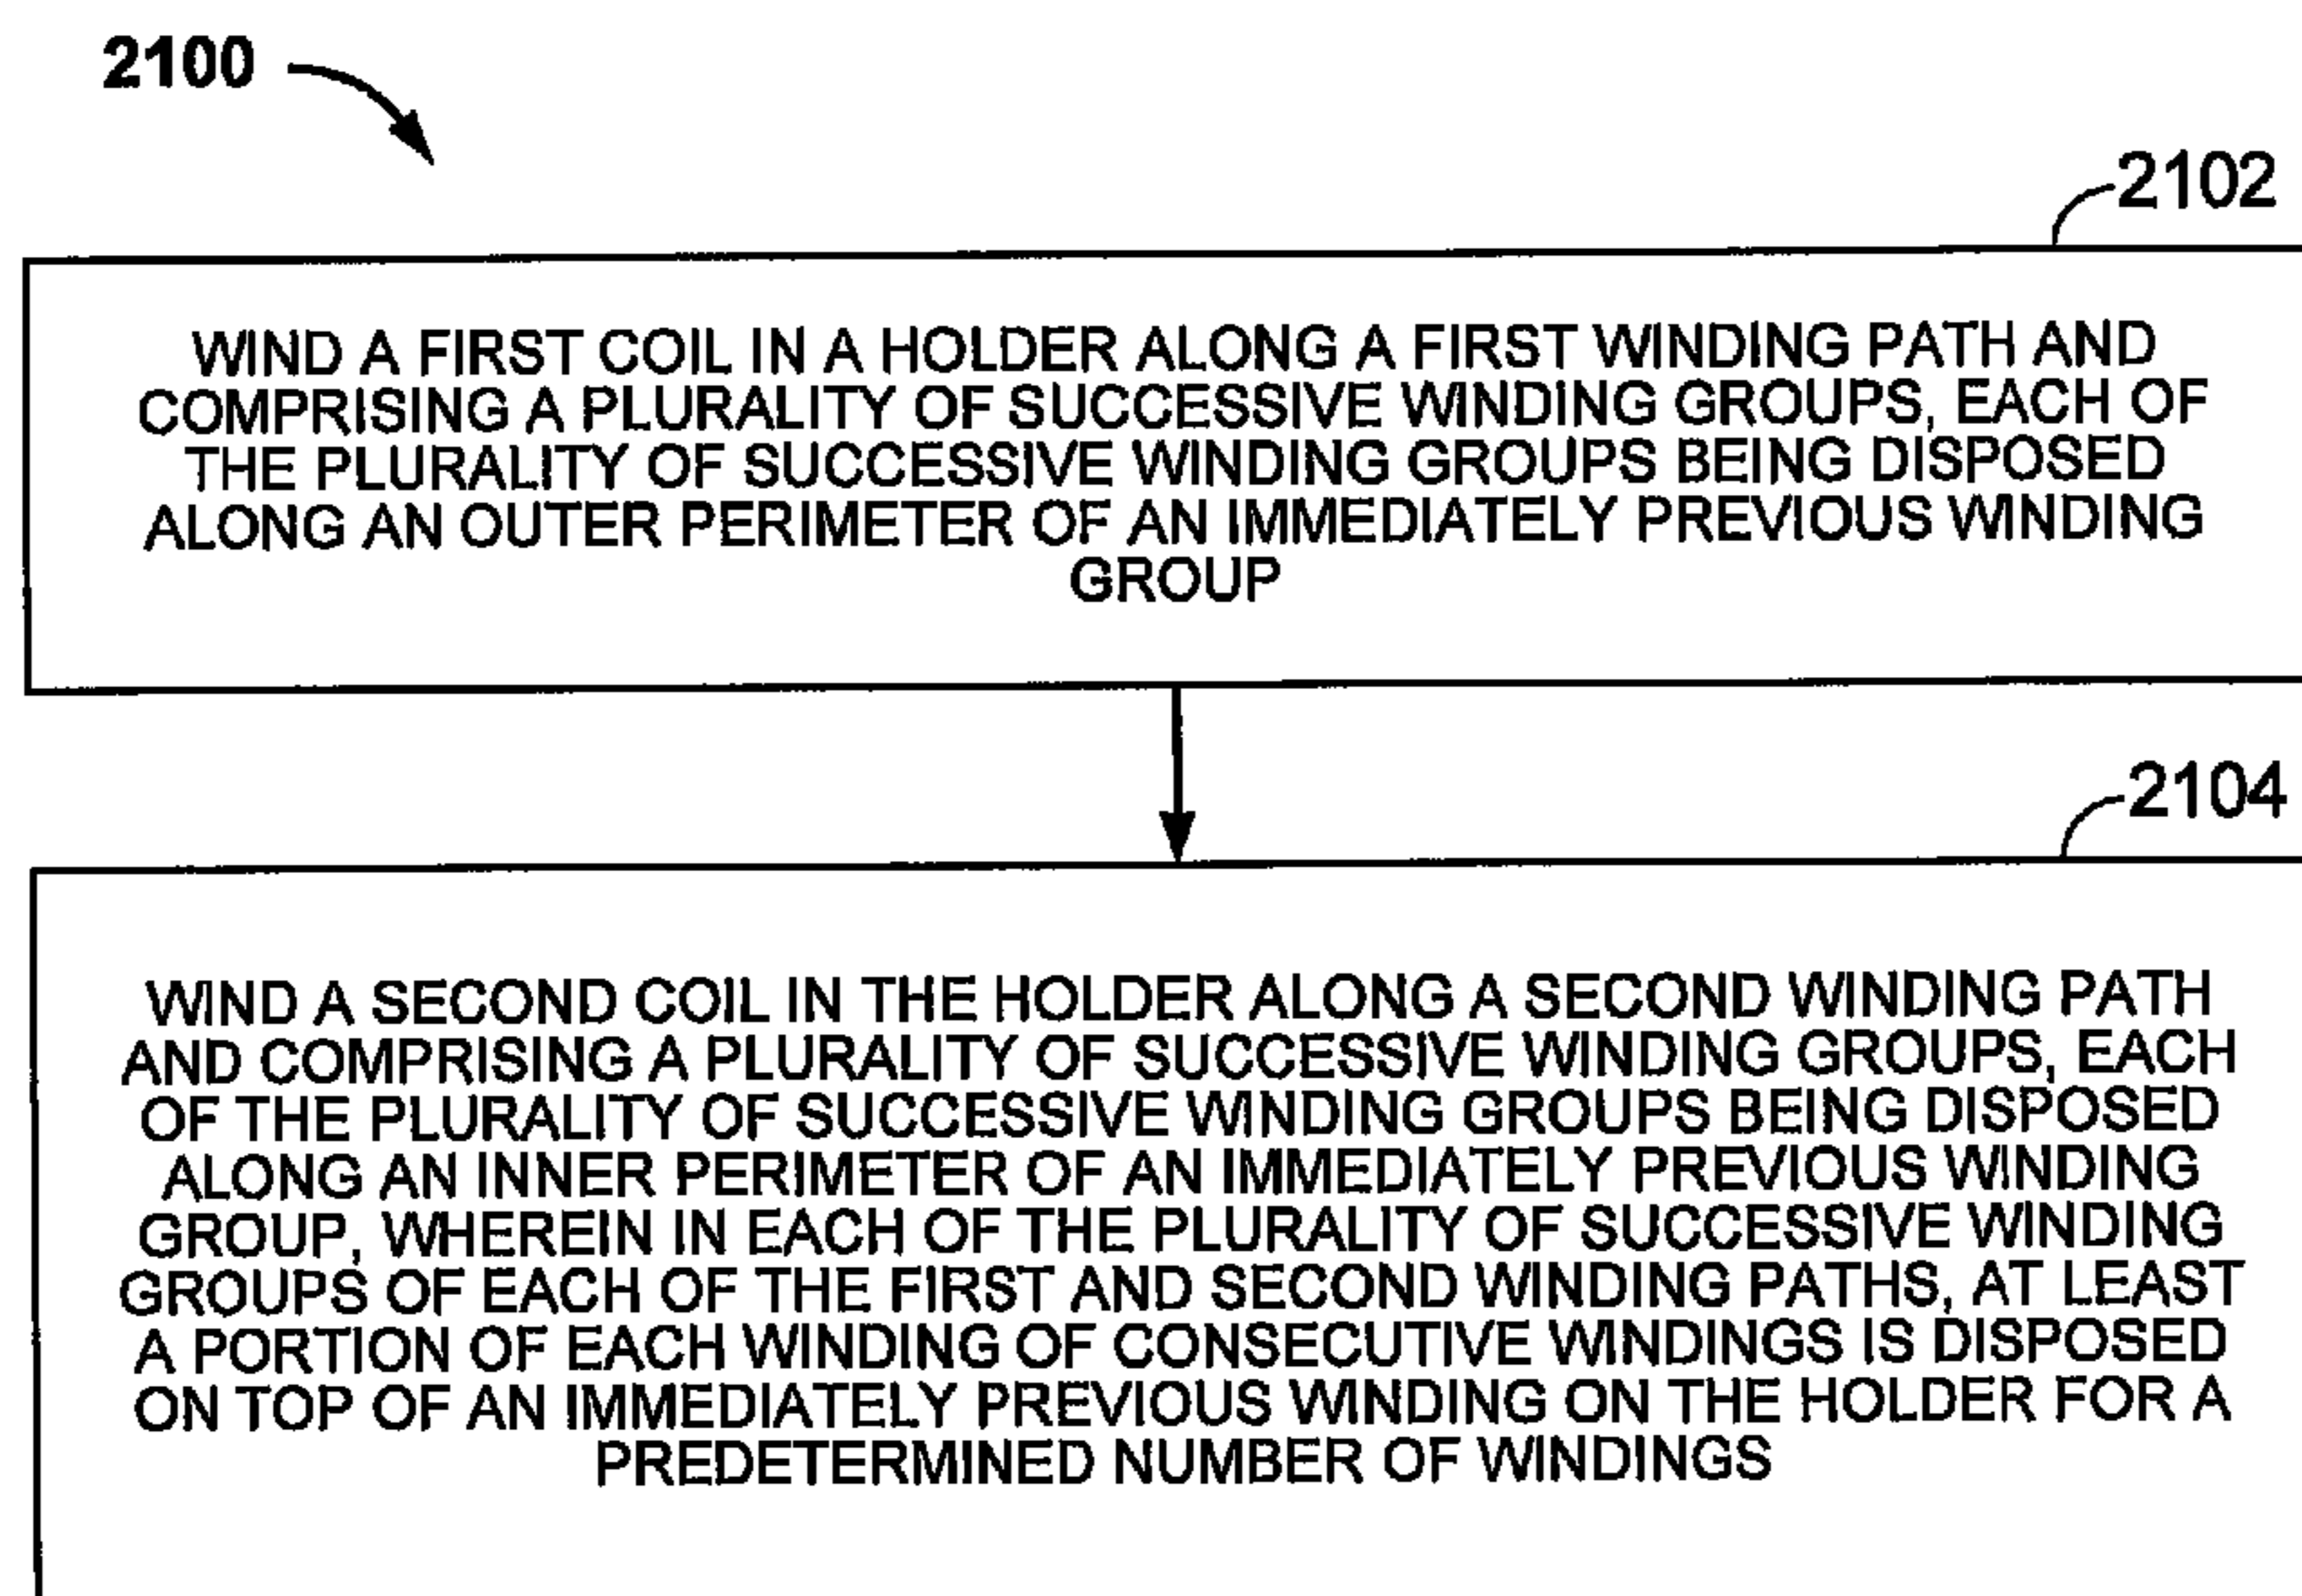 2100
2102
WIND A FIRST COIL IN A HOLDER ALONG A FIRST WINDING PATH AND
COMPRISING A PLURALITY OF SUCCESSIVE WINDING GROUPS, EACH OF
THE PLURALITY OF SUCCESSIVE WINDING GROUPS BEING DISPOSED
ALONG AN OUTER PERIMETER OF AN IMMEDIATELY PREVIOUS WINDING
GROUP
2104
WIND A SECOND COIL IN THE HOLDER ALONG A SECOND WINDING PATH
AND COMPRISING A PLURALITY OF SUCCESSIVE WINDING GROUPS, EACH
OF THE PLURALITY OF SUCCESSIVE WINDING GROUPS BEING DISPOSED
ALONG AN INNER PERIMETER OF AN IMMEDIATELY PREVIOUS WINDING
GROUP, WHEREIN IN EACH OF THE PLURALITY OF SUCCESSIVE WINDING
GROUPS OF EACH OF THE FIRST AND SECOND WINDING PATHS, AT LEAST
A PORTION OF EACH WINDING OF CONSECUTIVE WINDINGS IS DISPOSED
ON TOP OF AN IMMEDIATELY PREVIOUS WINDING ON THE HOLDER FOR A
PREDETERMINED NUMBER OF WINDINGS